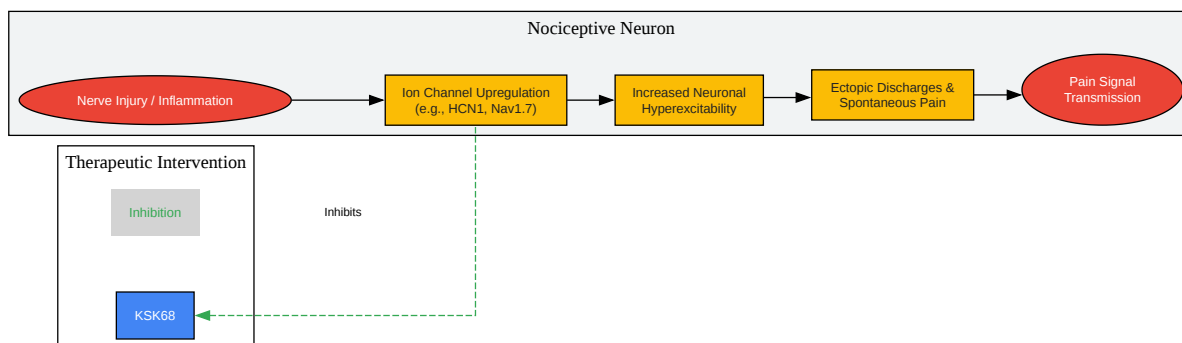 Nociceptive Neuron
Nerve Injury / Inflammation
Ion Channel Upregulation
(e.g., HCN1, Nav1.7)
Increased Neuronal
Hyperexcitability
Ectopic Discharges &
Spontaneous Pain
Pain Signal
Transmission
Therapeutic Intervention
Inhibition
Inhibits
KSK68